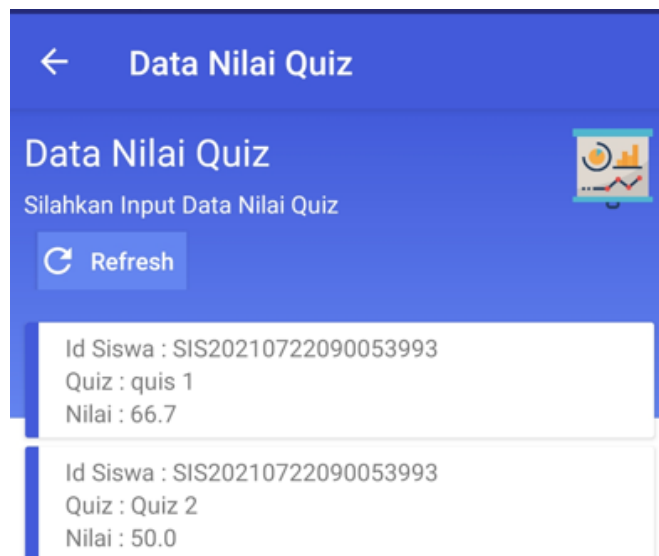 Data Nilai Quiz
Data Nilai Quiz
Silahkan Input Data Nilai Quiz
Refresh
Id Siswa : SIS20210722090053993
Quiz : quis 1
Nilai : 66.7
Id Siswa : SIS20210722090053993
Quiz : Quiz 2
Nilai : 50.0